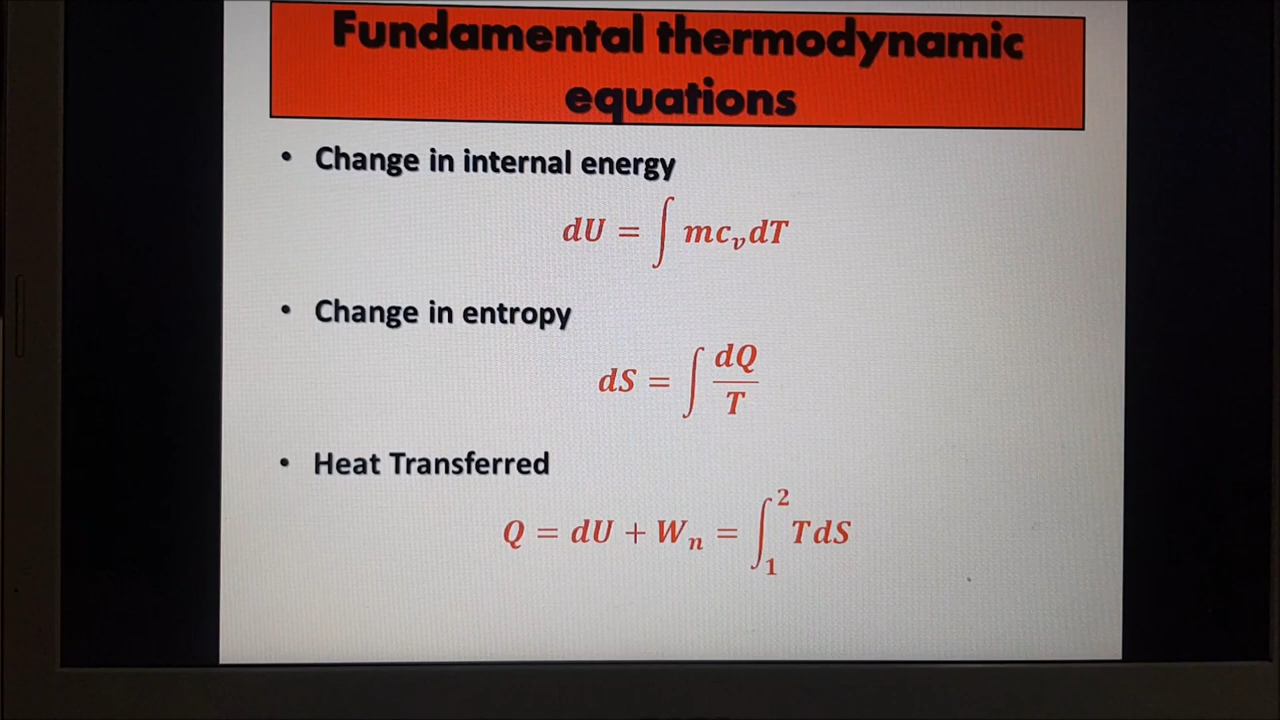 Fundamental thermodynamic
equations
• Change in internal energy
dU = ∫ mc_v dT
• Change in entropy
dS = ∫ dQ/T
• Heat Transferred
Q = dU + W_n = ∫_1^2 TdS